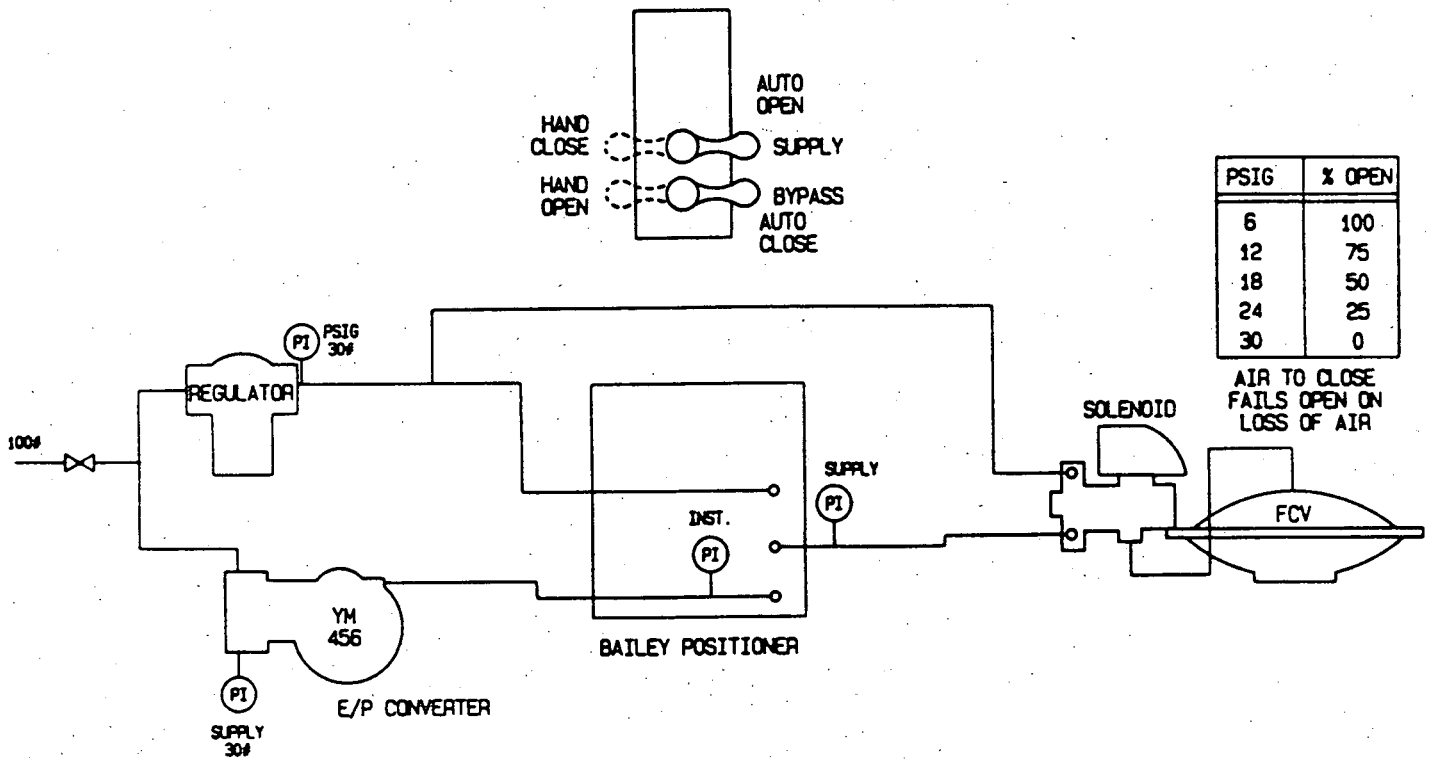 AUTO
OPEN
HAND
CLOSE
SUPPLY
HAND
OPEN
BYPASS
AUTO
CLOSE
PSIG % OPEN
6 100
12 75
18 50
24 25
30 0
AIR TO CLOSE
FAILS OPEN ON
LOSS OF AIR
PI PSIG
30#
REGULATOR
100#
SOLENOID
SUPPLY
PI
FCV
INST.
PI
YM
456
BAILEY POSITIONER
PI
E/P CONVERTER
SUPPLY
30#